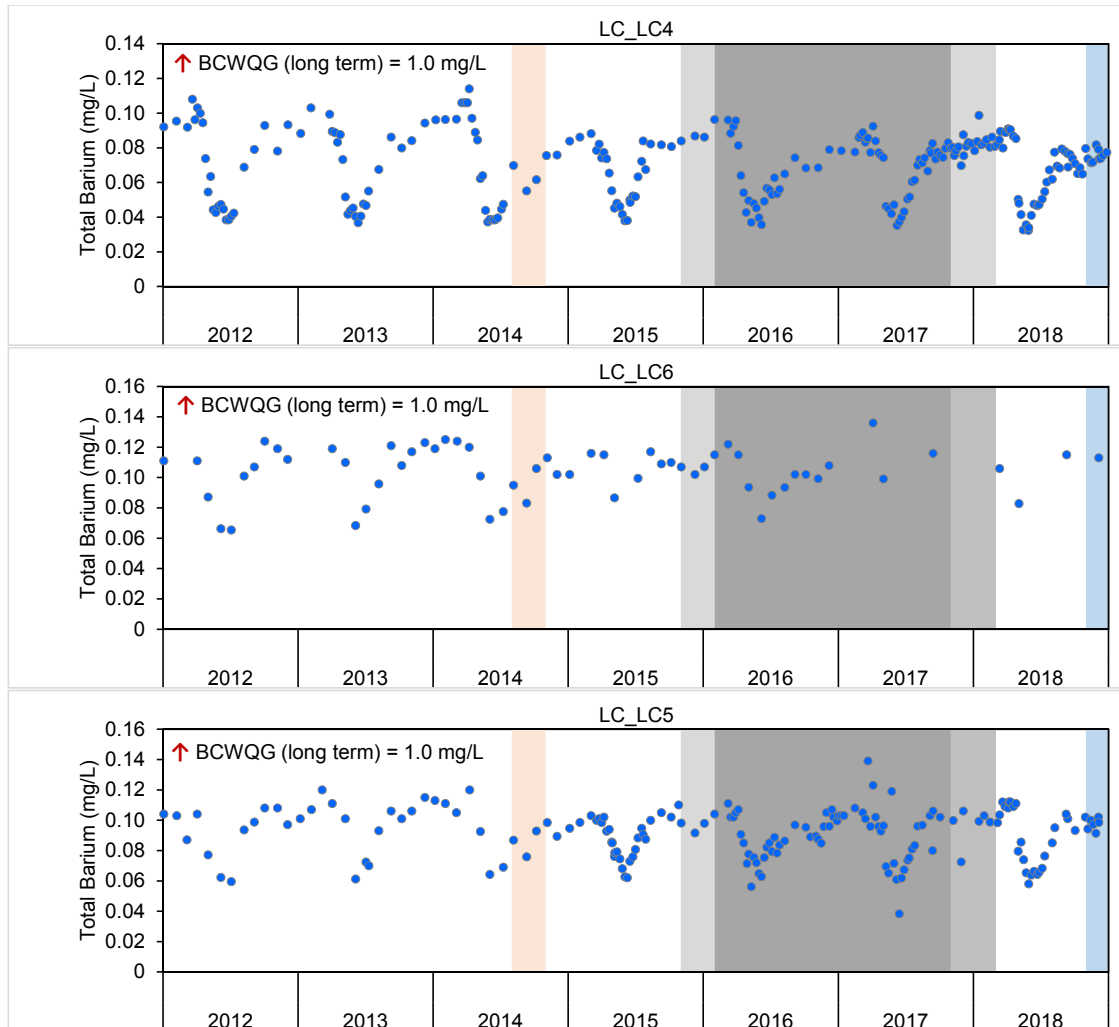 LC_LC4
0.14
0.12
0.10
0.08
0.06
0.04
0.02
0
Total Barium (mg/L)
↑ BCWQG (long term) = 1.0 mg/L
2012 2013 2014 2015 2016 2017 2018
LC_LC6
0.16
0.14
0.12
0.10
0.08
0.06
0.04
0.02
0
Total Barium (mg/L)
↑ BCWQG (long term) = 1.0 mg/L
2012 2013 2014 2015 2016 2017 2018
LC_LC5
0.16
0.14
0.12
0.10
0.08
0.06
0.04
0.02
0
Total Barium (mg/L)
↑ BCWQG (long term) = 1.0 mg/L
2012 2013 2014 2015 2016 2017 2018